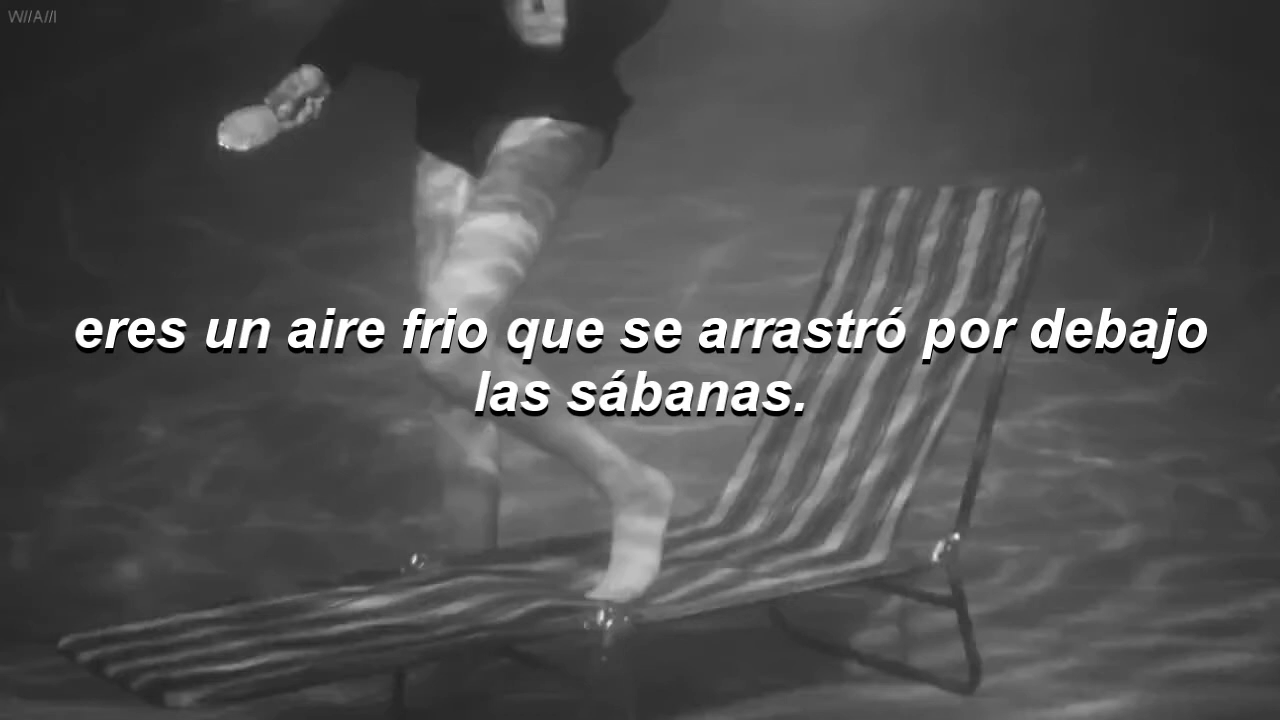 W//A//I
eres un aire frio que se arrastró por debajo
las sábanas.